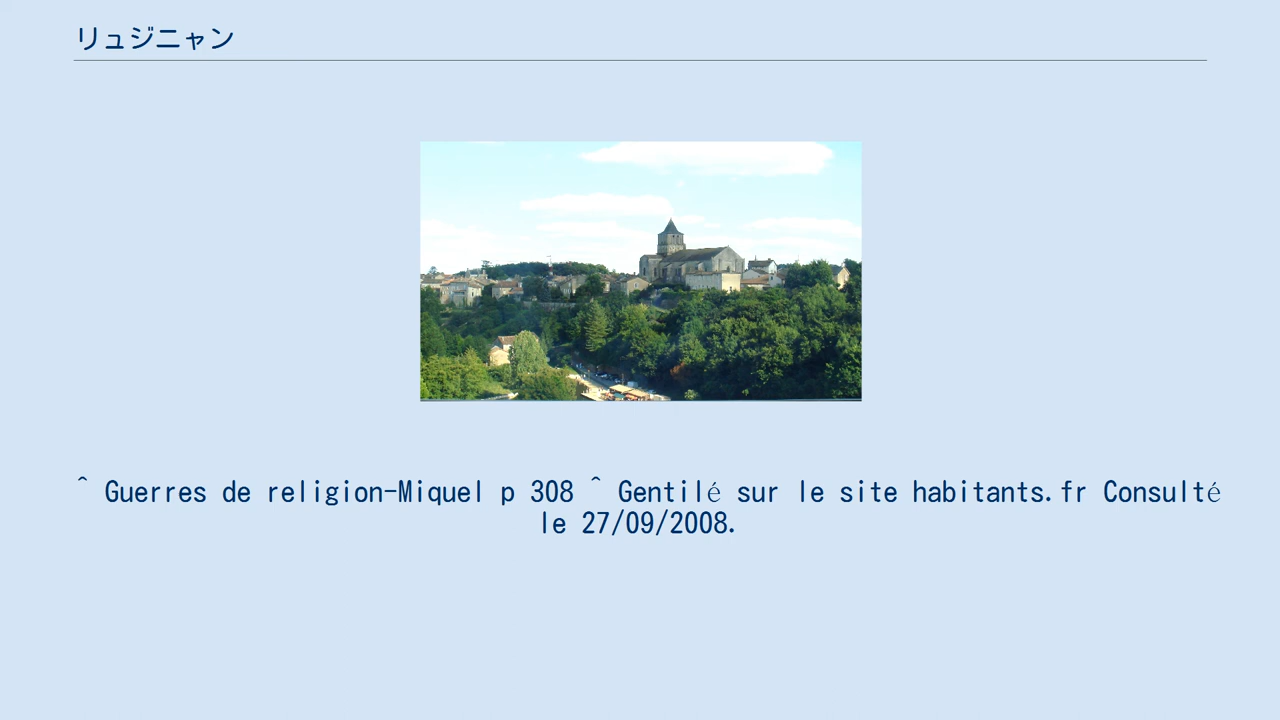 リュジニャン
^ Guerres de religion-Miquel p 308 ^ Gentilé sur le site habitants.fr Consulté
le 27/09/2008.